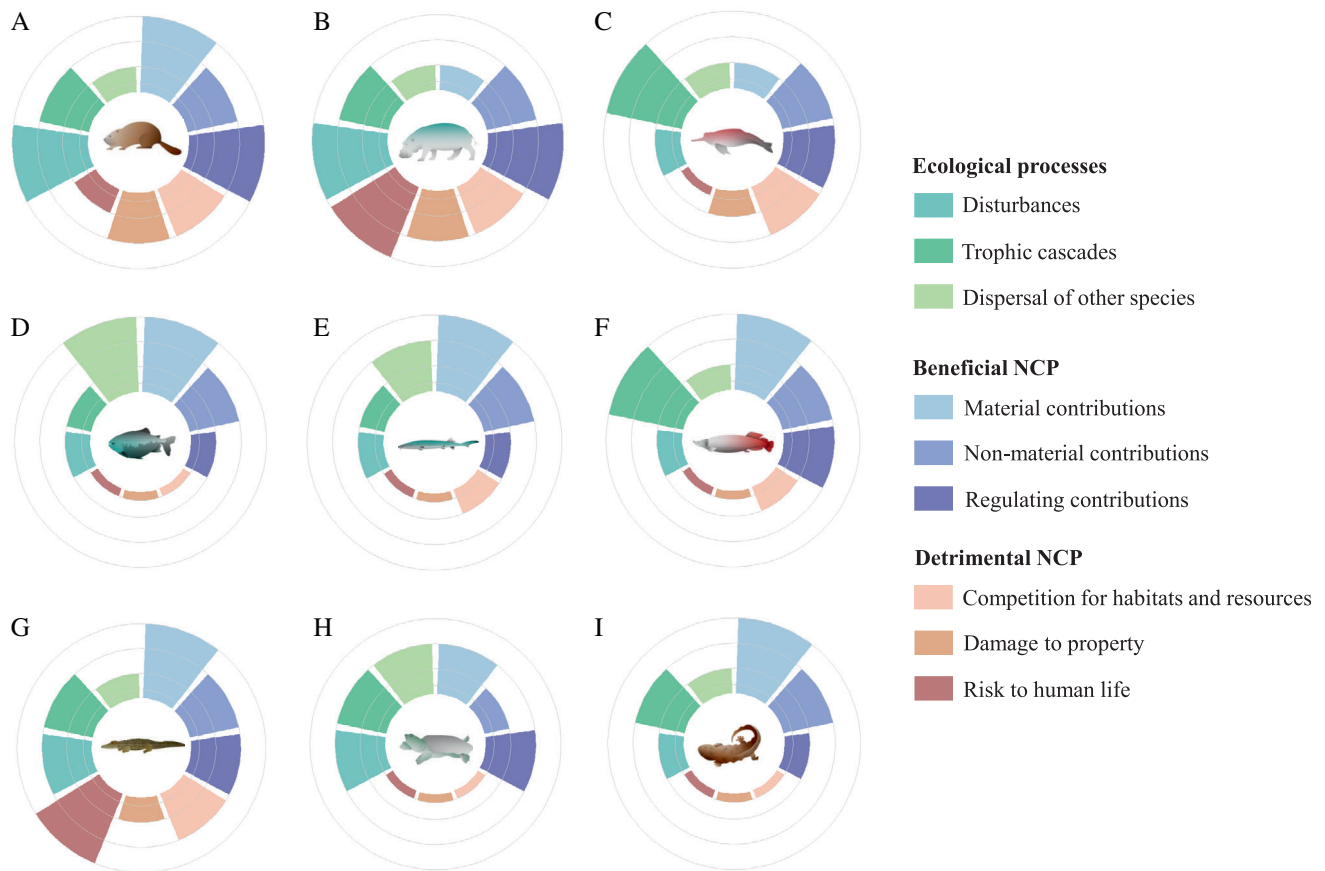 A
B
C
D
E
F
G
H
I
Ecological processes
Disturbances
Trophic cascades
Dispersal of other species
Beneficial NCP
Material contributions
Non-material contributions
Regulating contributions
Detrimental NCP
Competition for habitats and resources
Damage to property
Risk to human life